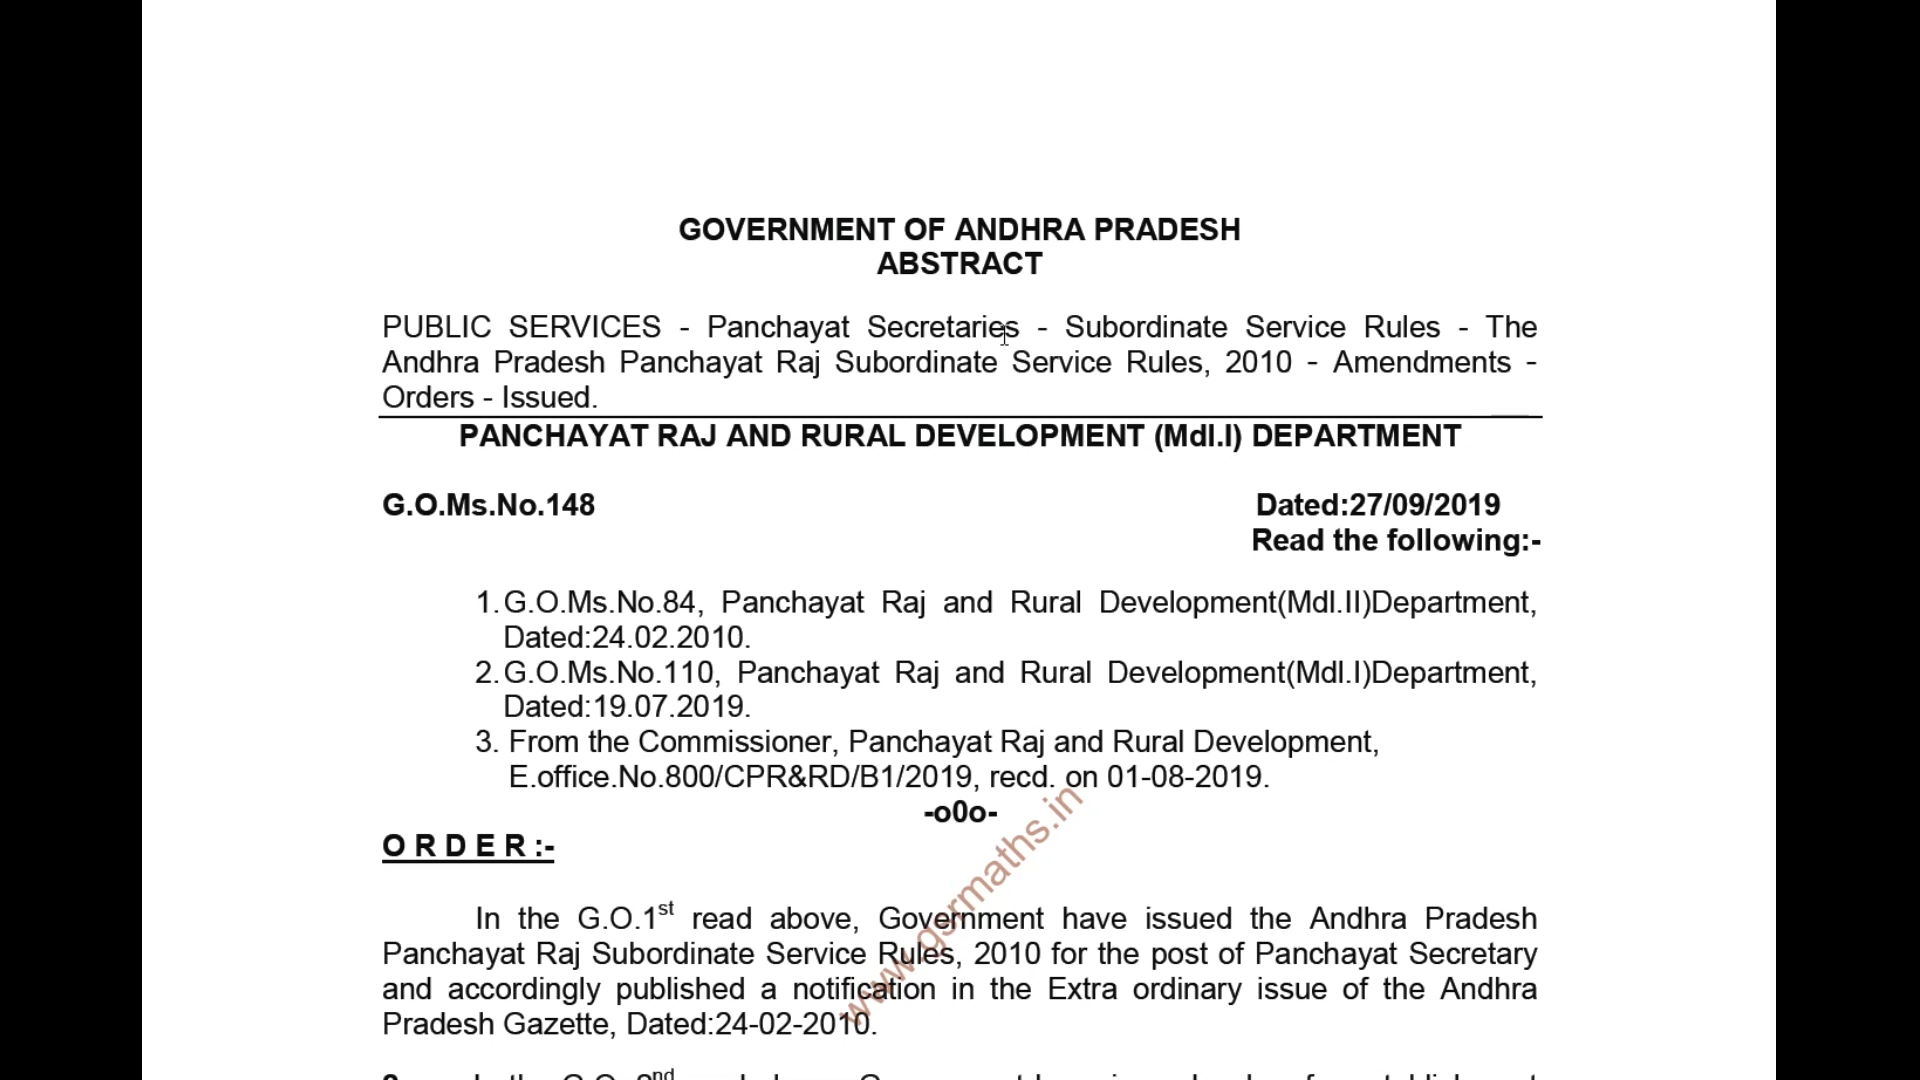 GOVERNMENT OF ANDHRA PRADESH
ABSTRACT
PUBLIC SERVICES - Panchayat Secretaries - Subordinate Service Rules - The
Andhra Pradesh Panchayat Raj Subordinate Service Rules, 2010 - Amendments -
Orders - Issued.
PANCHAYAT RAJ AND RURAL DEVELOPMENT (Mdl.I) DEPARTMENT
G.O.Ms.No.148 Dated:27/09/2019
Read the following:-
1. G.O.Ms.No.84, Panchayat Raj and Rural Development(Mdl.II)Department,
Dated:24.02.2010.
2. G.O.Ms.No.110, Panchayat Raj and Rural Development(Mdl.I)Department,
Dated:19.07.2019.
3. From the Commissioner, Panchayat Raj and Rural Development,
E.office.No.800/CPR&RD/B1/2019, recd. on 01-08-2019.
-o0o-
O R D E R :-
In the G.O.1st read above, Government have issued the Andhra Pradesh
Panchayat Raj Subordinate Service Rules, 2010 for the post of Panchayat Secretary
and accordingly published a notification in the Extra ordinary issue of the Andhra
Pradesh Gazette, Dated:24-02-2010.
www.gsrmaths.in